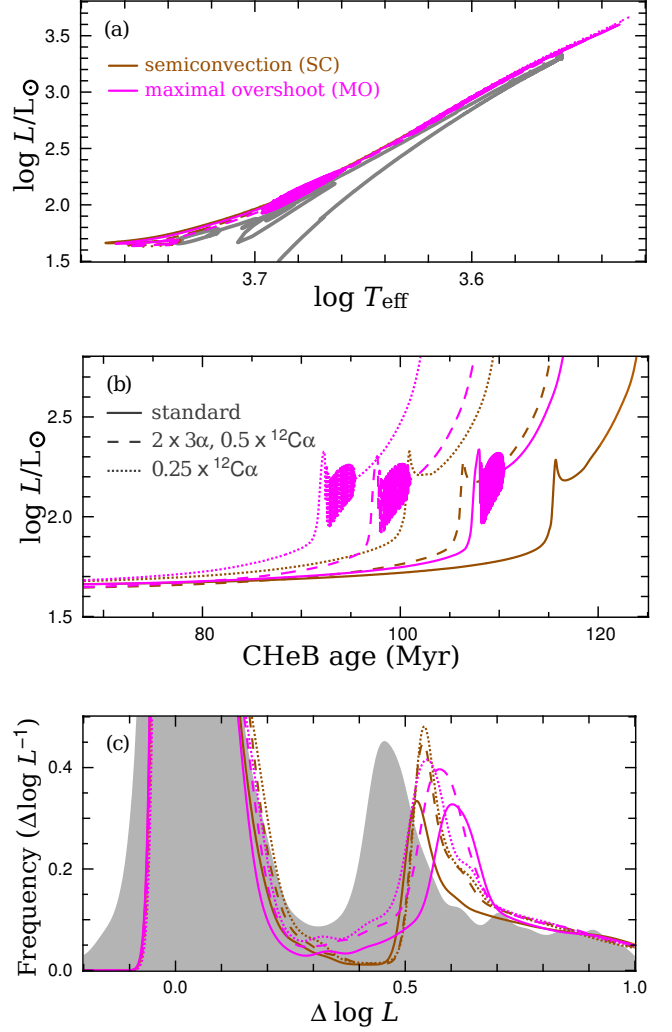 (a)
semiconvection (SC)
maximal overshoot (MO)
log L/L⊙
3.5
3.0
2.5
2.0
1.5
3.7
3.6
log T_eff
(b)
standard
2 x 3α, 0.5 x ¹²Cα
0.25 x ¹²Cα
log L/L⊙
2.5
2.0
1.5
80
100
120
CHeB age (Myr)
(c)
Frequency (Δlog L⁻¹)
0.4
0.2
0.0
0.0
0.5
1.0
Δ log L